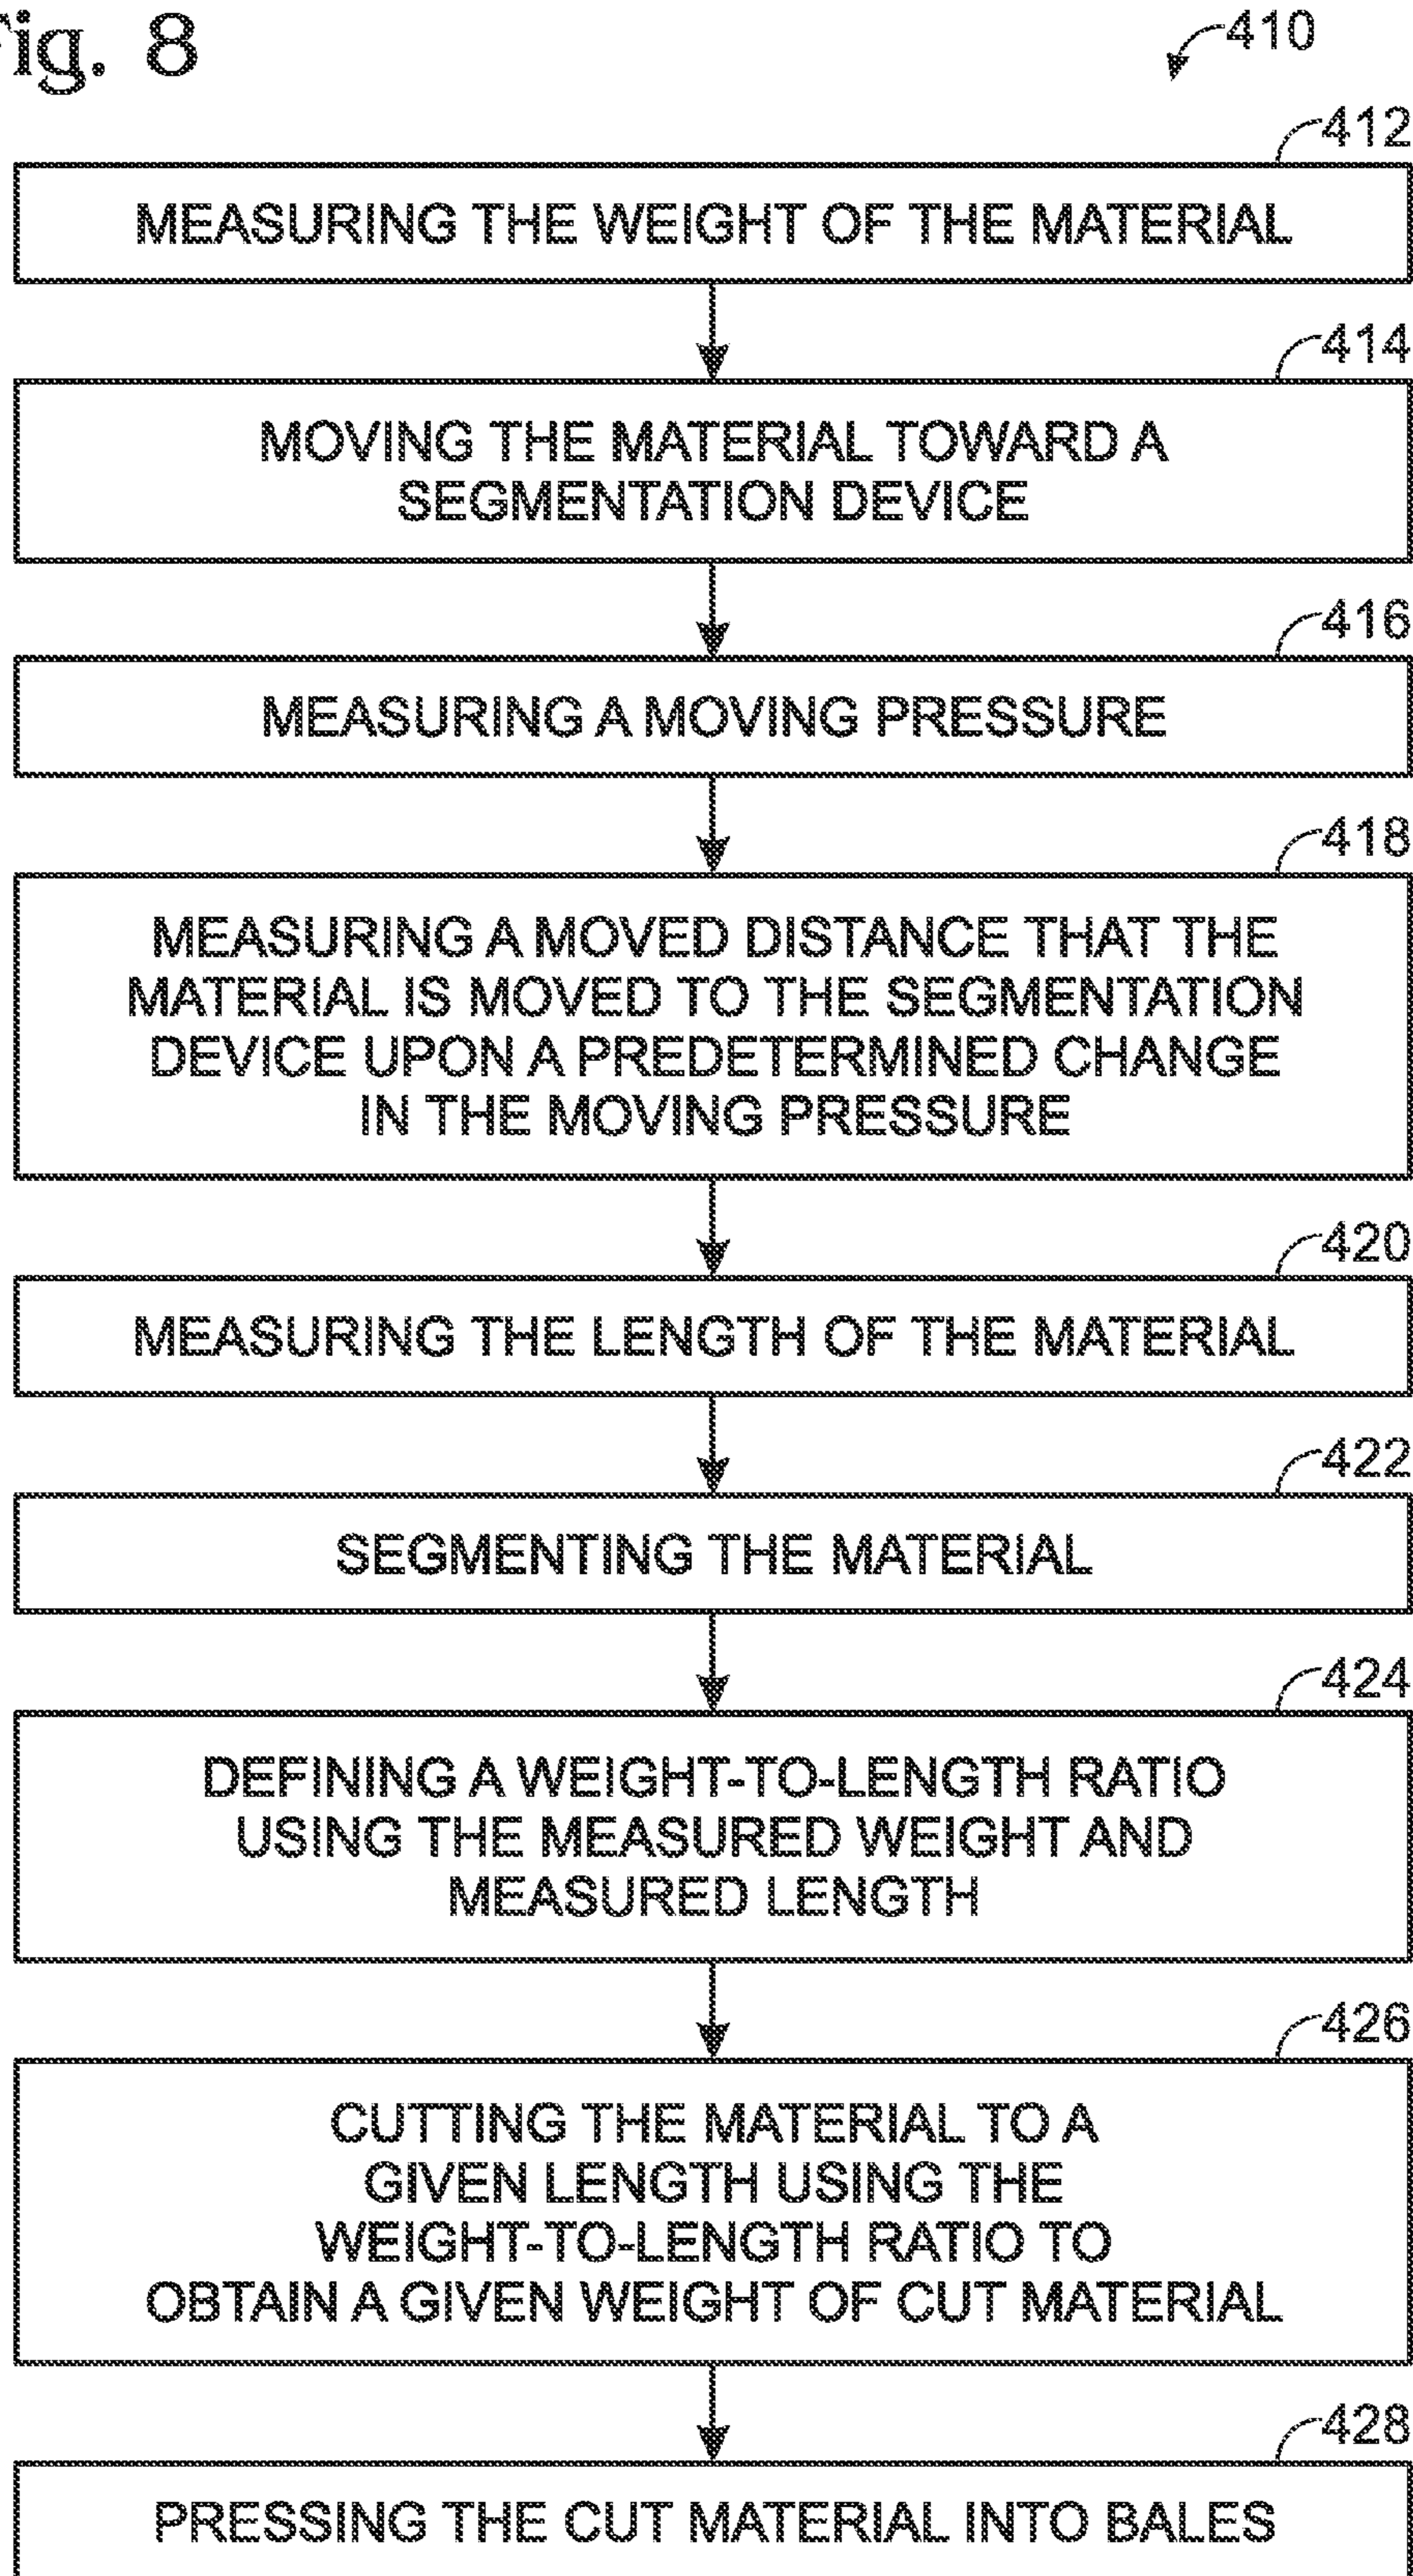 Fig. 8
410
412
MEASURING THE WEIGHT OF THE MATERIAL
414
MOVING THE MATERIAL TOWARD A
SEGMENTATION DEVICE
416
MEASURING A MOVING PRESSURE
418
MEASURING A MOVED DISTANCE THAT THE
MATERIAL IS MOVED TO THE SEGMENTATION
DEVICE UPON A PREDETERMINED CHANGE
IN THE MOVING PRESSURE
420
MEASURING THE LENGTH OF THE MATERIAL
422
SEGMENTING THE MATERIAL
424
DEFINING A WEIGHT-TO-LENGTH RATIO
USING THE MEASURED WEIGHT AND
MEASURED LENGTH
426
CUTTING THE MATERIAL TO A
GIVEN LENGTH USING THE
WEIGHT-TO-LENGTH RATIO TO
OBTAIN A GIVEN WEIGHT OF CUT MATERIAL
428
PRESSING THE CUT MATERIAL INTO BALES